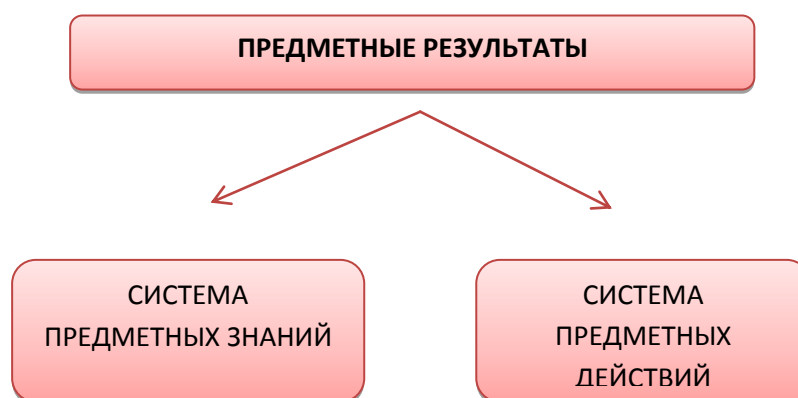 ПРЕДМЕТНЫЕ РЕЗУЛЬТАТЫ
СИСТЕМА
ПРЕДМЕТНЫХ ЗНАНИЙ
СИСТЕМА
ПРЕДМЕТНЫХ
ДЕЙСТВИЙ